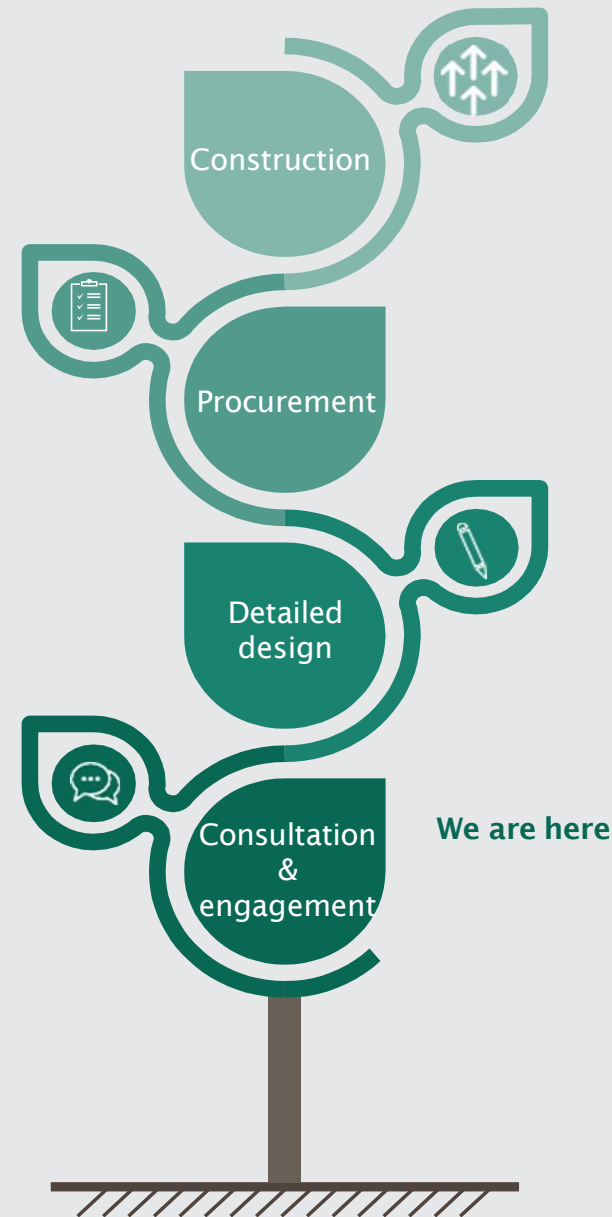 Construction
Procurement
Detailed
design
Consultation
&
engagement
We are here